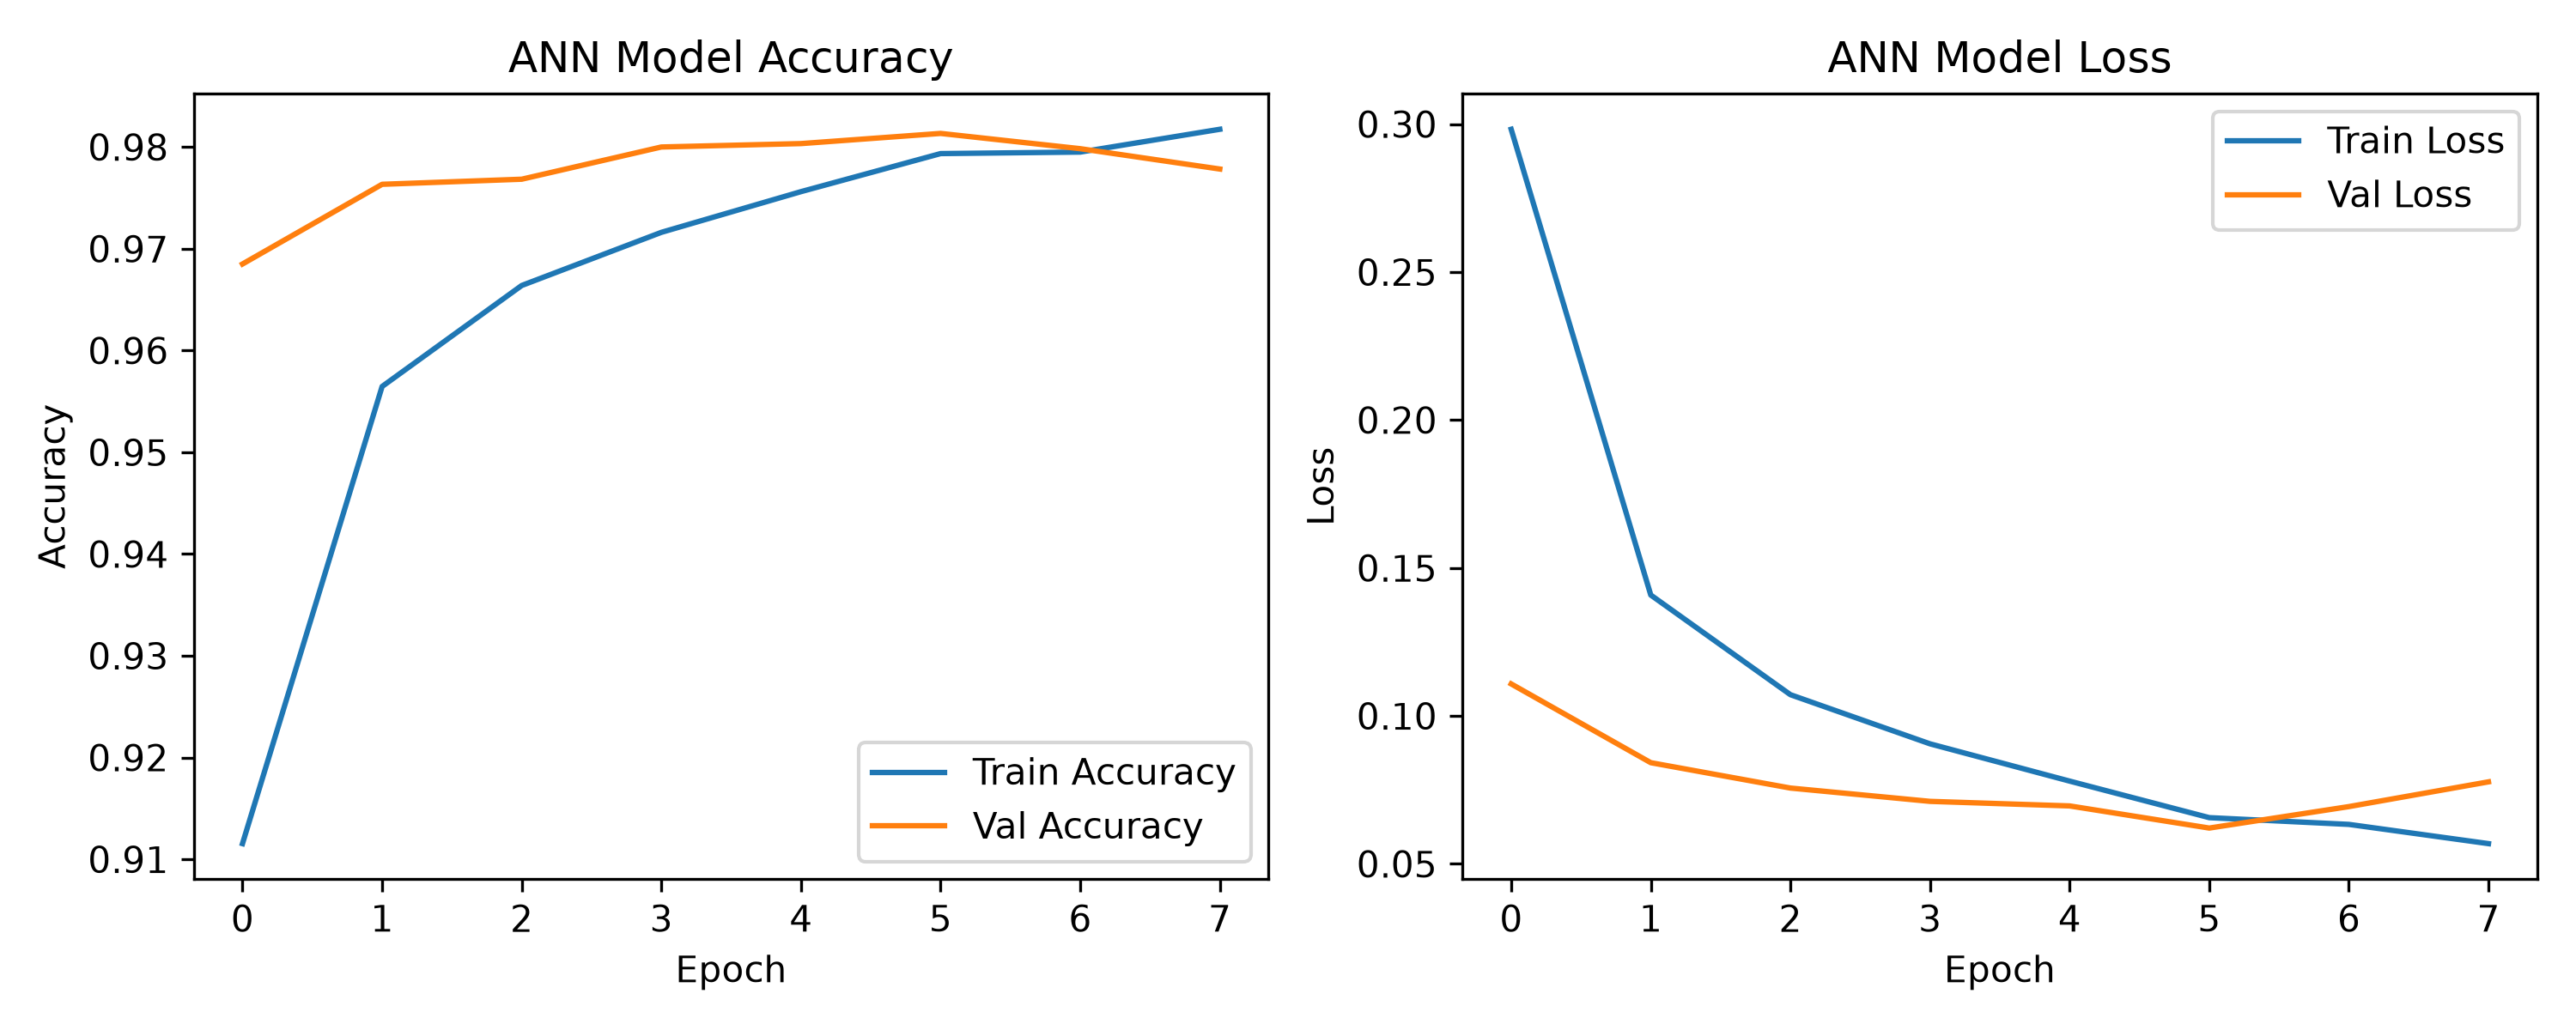 ANN Model Accuracy
0.98
0.97
0.96
0.95
0.94
0.93
0.92
0.91
Accuracy
0 1 2 3 4 5 6 7
Epoch
Train Accuracy
Val Accuracy
ANN Model Loss
0.30
0.25
0.20
0.15
0.10
0.05
Loss
0 1 2 3 4 5 6 7
Epoch
Train Loss
Val Loss